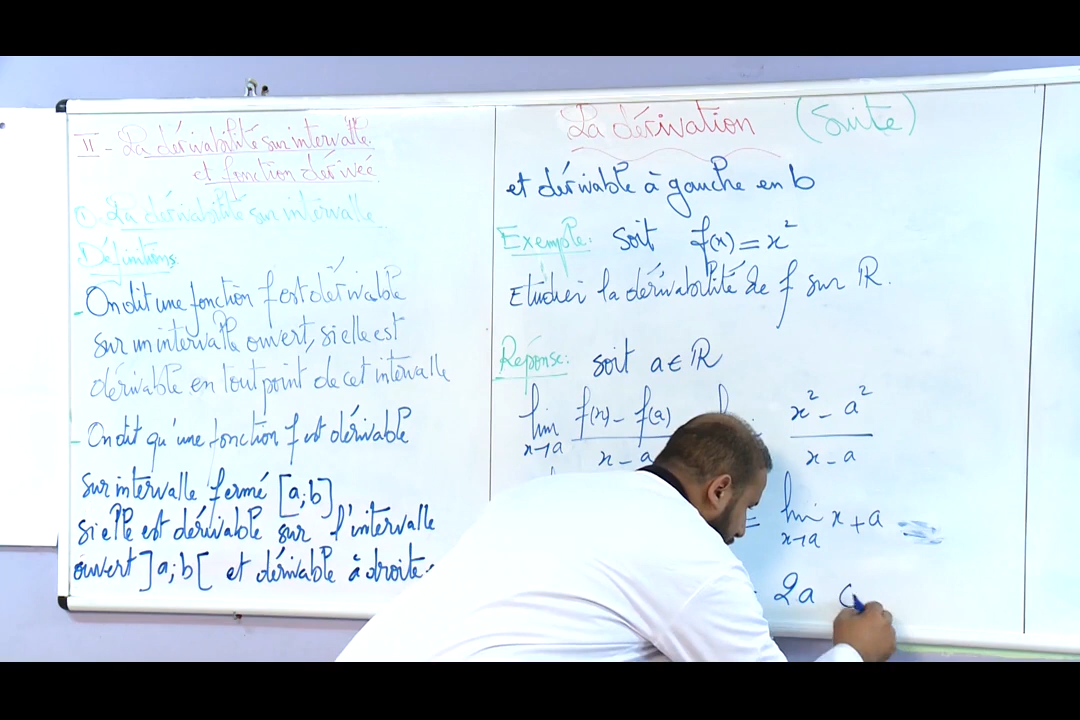 II - La dérivabilité sur intervalle
et fonction dérivée
①. La dérivabilité sur intervalle
Définitions:
- On dit une fonction f est dérivable
sur un intervalle ouvert, si elle est
dérivable en tout point de cet intervalle
- On dit qu'une fonction f est dérivable
sur intervalle fermé [a;b]
si elle est dérivable sur l'intervalle
ouvert ]a;b[ et dérivable à droite.
La dérivation (Suite)
et dérivable à gauche en b
Exemple: soit f(x) = x²
Etudier la dérivabilité de f sur ℝ.
Réponse: soit a ∈ ℝ
lim x→a f(x) - f(a) / x - a x² - a² / x - a
= lim x→a x + a
2a